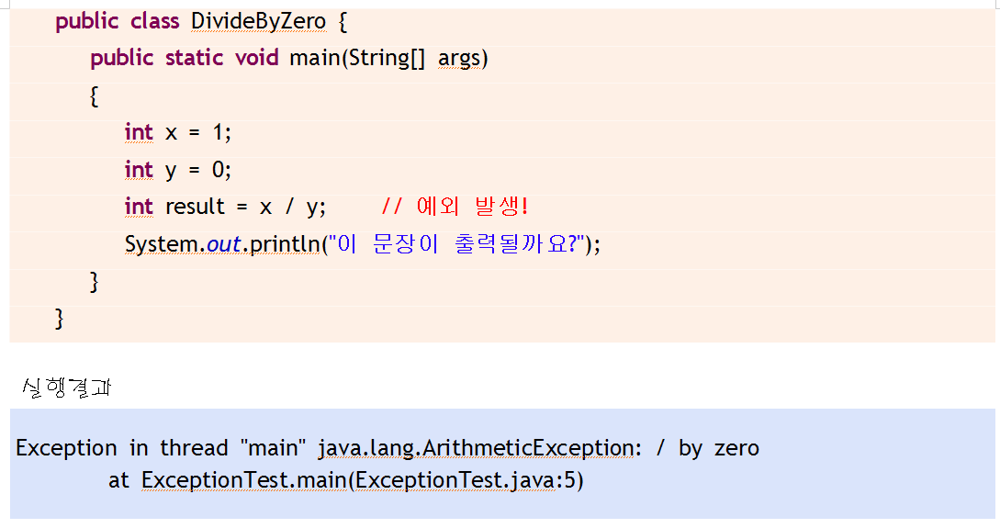 public class DivideByZero {
public static void main(String[] args)
{
int x = 1;
int y = 0;
int result = x / y; // 예외 발생!
System.out.println("이 문장이 출력될까요?");
}
}
실행결과
Exception in thread "main" java.lang.ArithmeticException: / by zero
at ExceptionTest.main(ExceptionTest.java:5)